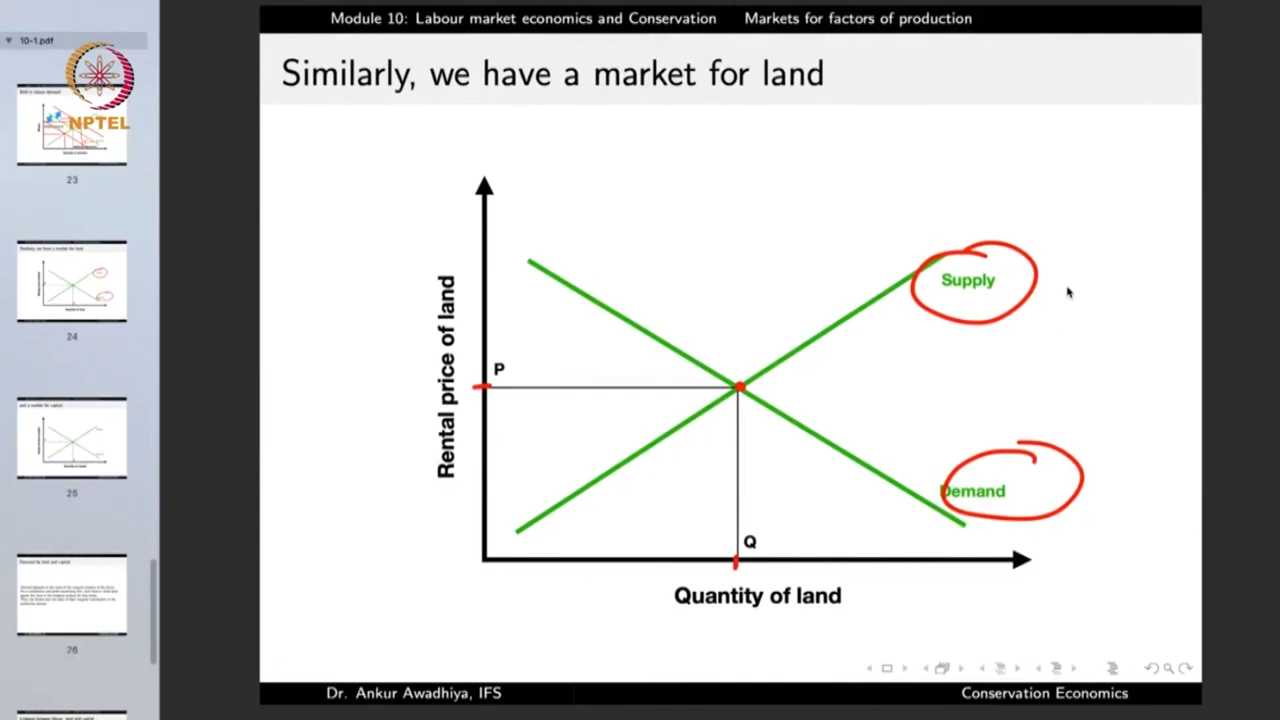 Module 10: Labour market economics and Conservation Markets for factors of production
10-1.pdf
NPTEL
Similarly, we have a market for land
23
24
25
26
Rental price of land
P
Supply
Demand
Q
Quantity of land
Dr. Ankur Awadhiya, IFS Conservation Economics